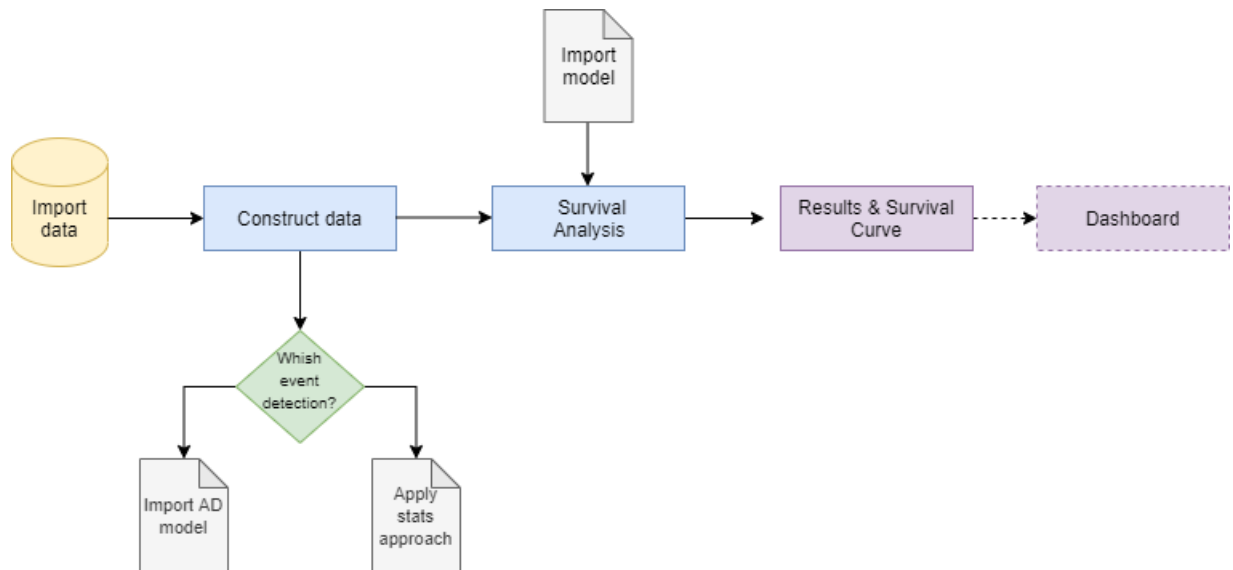 Import
model
Import
data
Construct data
Survival
Analysis
Results & Survival
Curve
Dashboard
Whish
event
detection?
Import AD
model
Apply
stats
approach